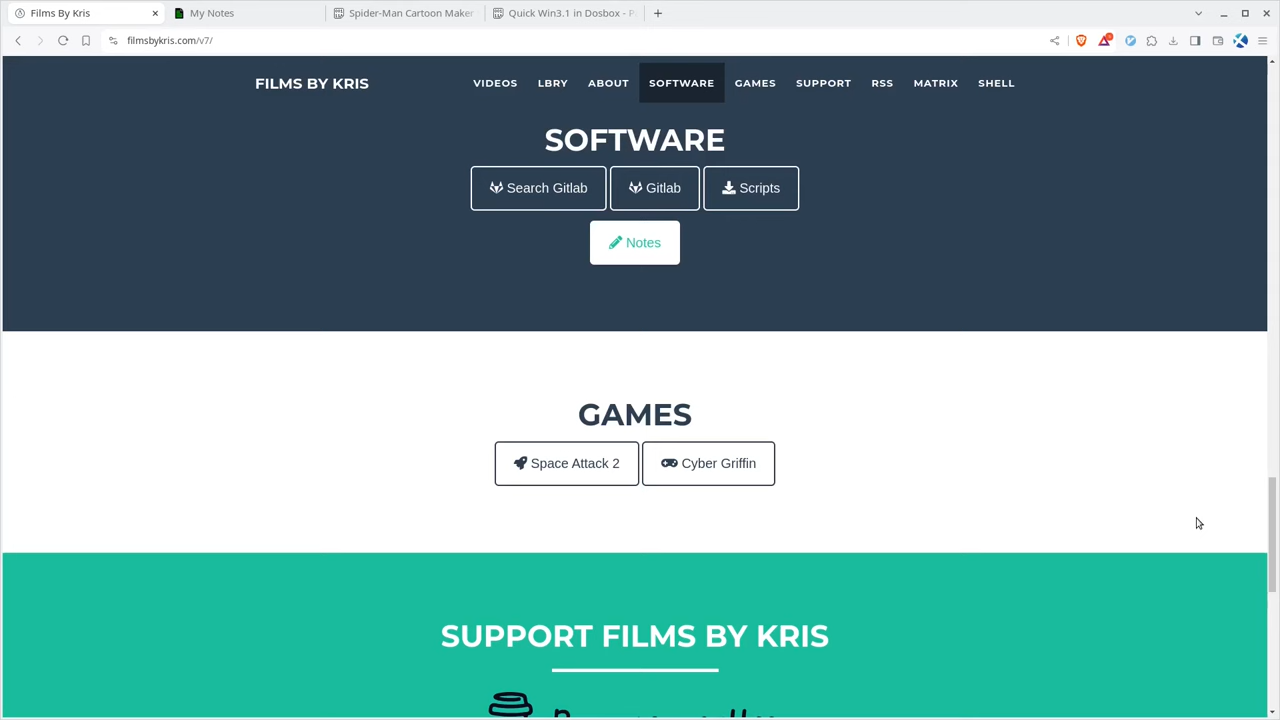 Films By Kris
My Notes
Spider-Man Cartoon Maker
Quick Win3.1 in Dosbox - P
filmsbykris.com/v7/
FILMS BY KRIS
VIDEOS LBRY ABOUT SOFTWARE GAMES SUPPORT RSS MATRIX SHELL
SOFTWARE
Search Gitlab Gitlab Scripts
Notes
GAMES
Space Attack 2 Cyber Griffin
SUPPORT FILMS BY KRIS